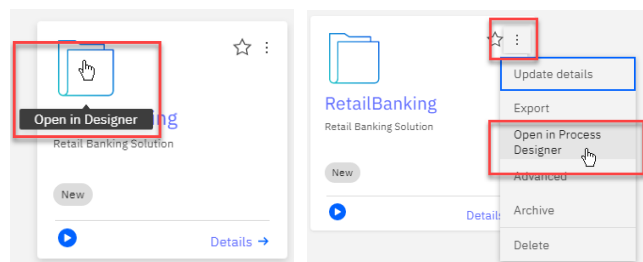 Open in Designer
ng
Retail Banking Solution
New
Details →
RetailBanking
Retail Banking Solution
New
Details
Update details
Export
Open in Process
Designer
Advanced
Archive
Delete